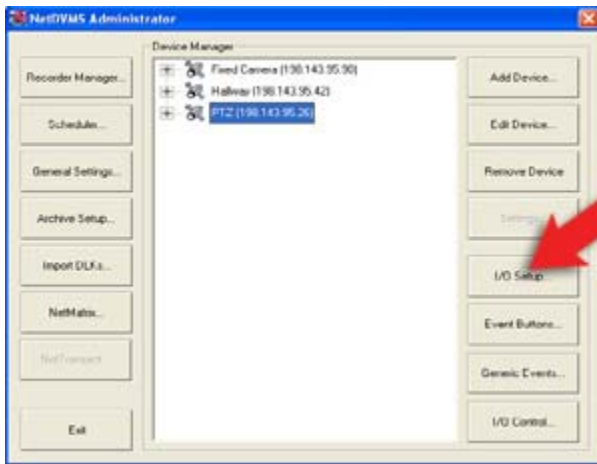 NetDVMS Administrator
Device Manager
Recorder Manager...
Scheduler...
General Settings...
Archive Setup...
Import DLKs...
NetMatrix...
NetTransact
Exit
Fixed Camera (198.143.95.90)
Hallway (198.143.95.42)
PTZ (198.143.95.26)
Add Device...
Edit Device...
Remove Device
Settings...
I/O Setup...
Event Buttons...
Generic Events...
I/O Control...